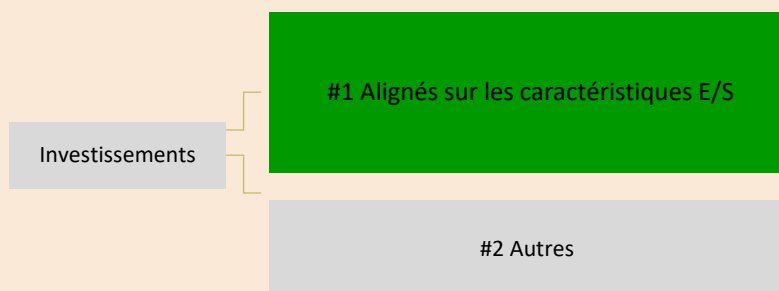 #1 Alignés sur les caractéristiques E/S
Investissements
#2 Autres